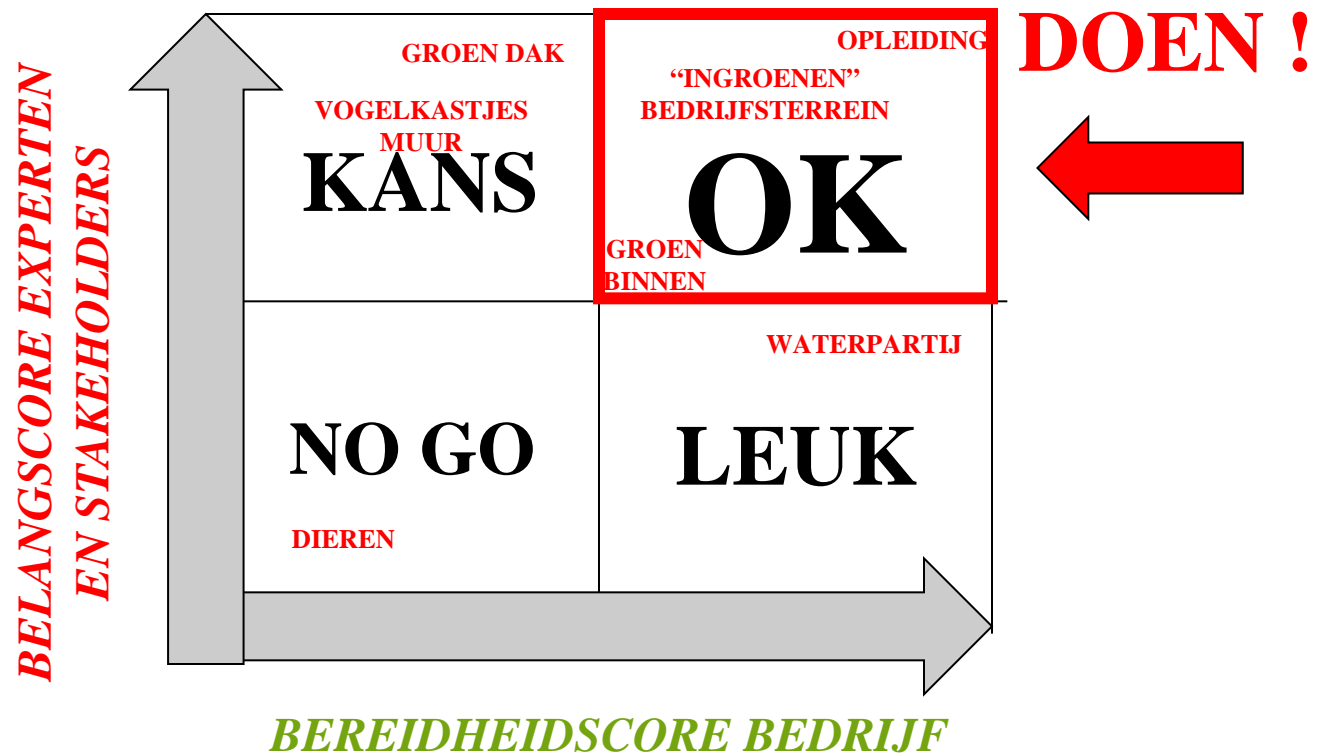 DOEN !
GROEN DAK
OPLEIDING
“INGROENEN”
BEDRIJFSTERREIN
VOGELKASTJES
MUUR
KANS
OK
GROEN
BINNEN
WATERPARTIJ
NO GO
LEUK
DIEREN
BELANGSCORE EXPERTEN
EN STAKEHOLDERS
BEREIDHEIDSCORE BEDRIJF